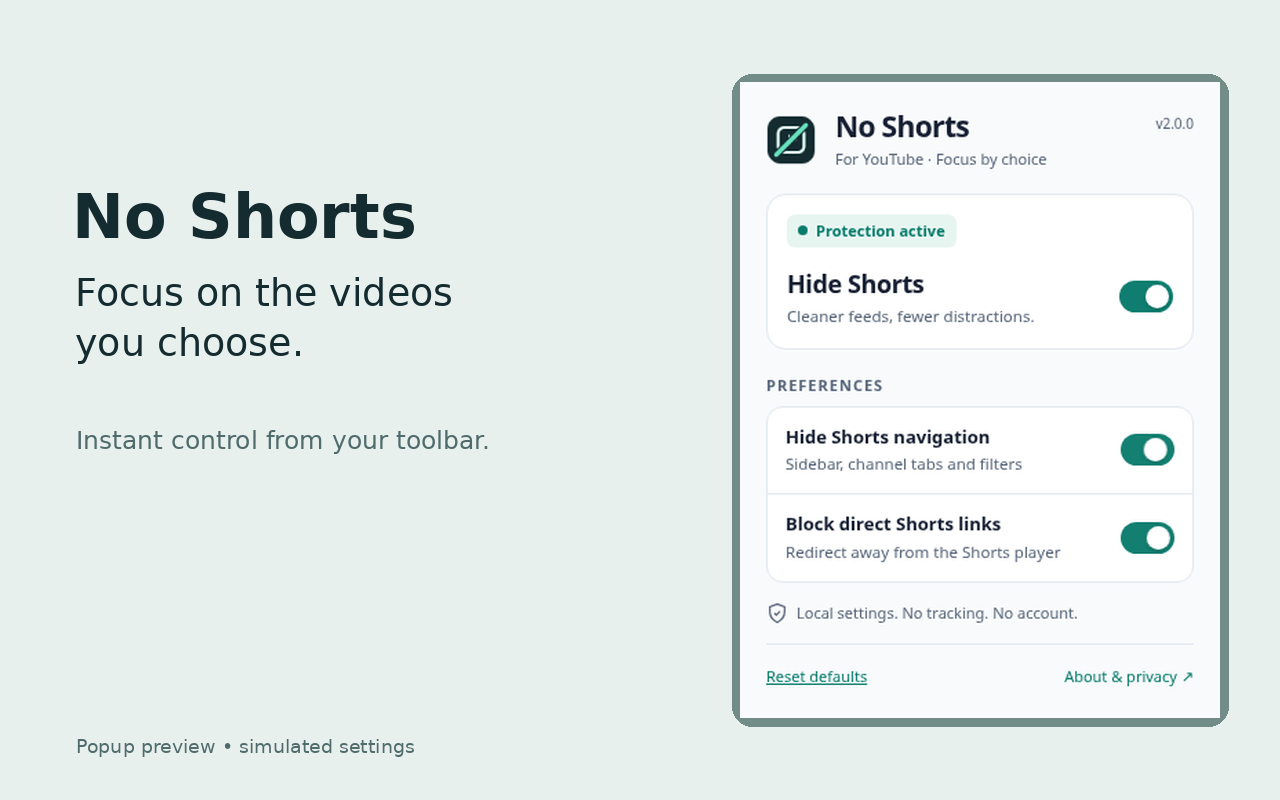 No Shorts
Focus on the videos
you choose.
Instant control from your toolbar.
Popup preview • simulated settings
No Shorts
v2.0.0
For YouTube · Focus by choice
Protection active
Hide Shorts
Cleaner feeds, fewer distractions.
PREFERENCES
Hide Shorts navigation
Sidebar, channel tabs and filters
Block direct Shorts links
Redirect away from the Shorts player
Local settings. No tracking. No account.
Reset defaults
About & privacy ↗